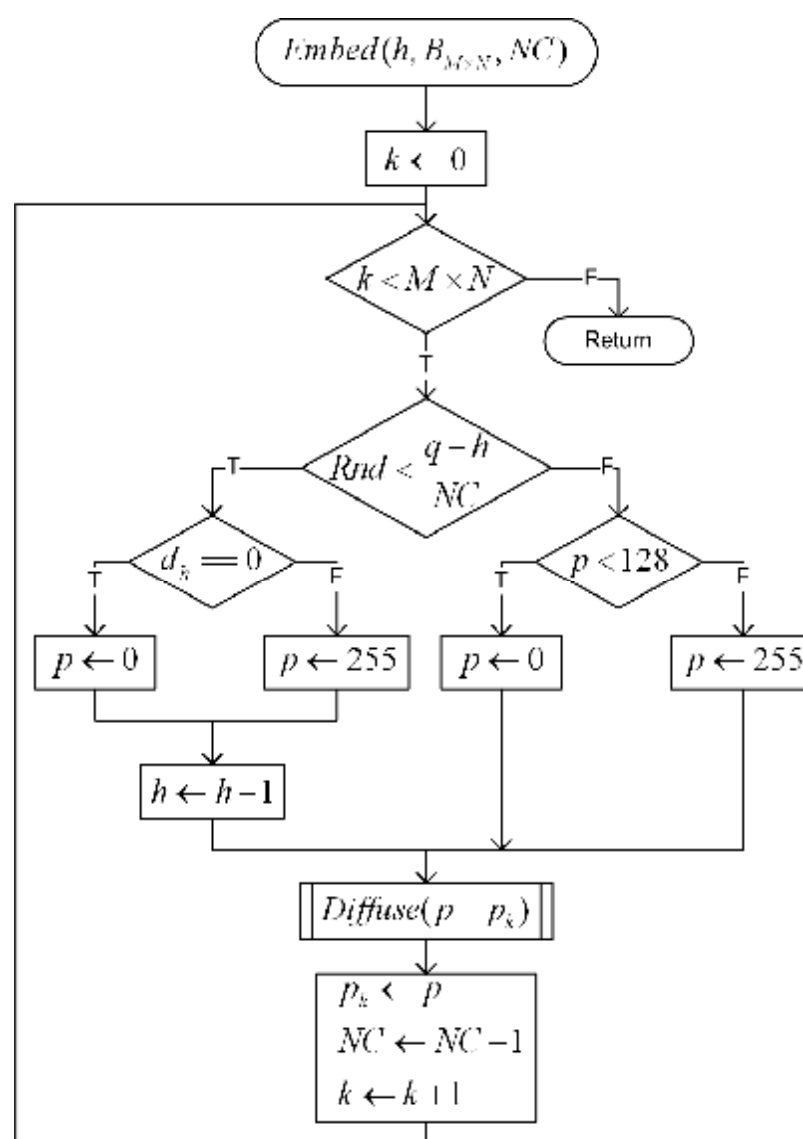 Embed(h, B_{M×N}, NC)
k ← 0
k < M × N
F
Return
T
Rnd < (q − h) / NC
T
F
d_h == 0
p < 128
T
F
T
F
p ← 0
p ← 255
p ← 0
p ← 255
h ← h − 1
Diffuse(p   p_k)
p_k ← p
NC ← NC − 1
k ← k + 1